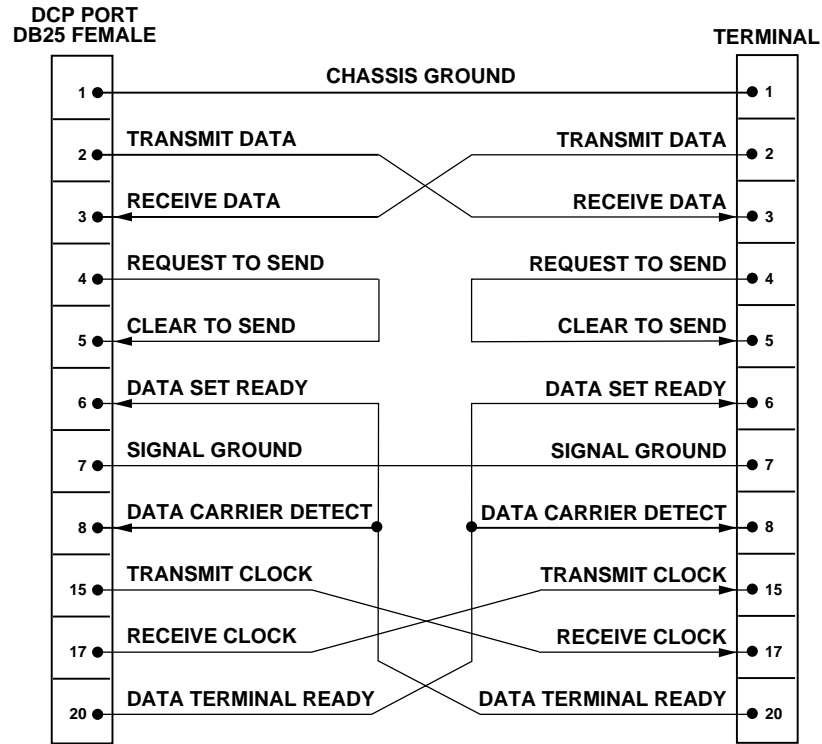 DCP PORT
DB25 FEMALE
TERMINAL
1 CHASSIS GROUND 1
2 TRANSMIT DATA TRANSMIT DATA 2
3 RECEIVE DATA RECEIVE DATA 3
4 REQUEST TO SEND REQUEST TO SEND 4
5 CLEAR TO SEND CLEAR TO SEND 5
6 DATA SET READY DATA SET READY 6
7 SIGNAL GROUND SIGNAL GROUND 7
8 DATA CARRIER DETECT DATA CARRIER DETECT 8
15 TRANSMIT CLOCK TRANSMIT CLOCK 15
17 RECEIVE CLOCK RECEIVE CLOCK 17
20 DATA TERMINAL READY DATA TERMINAL READY 20